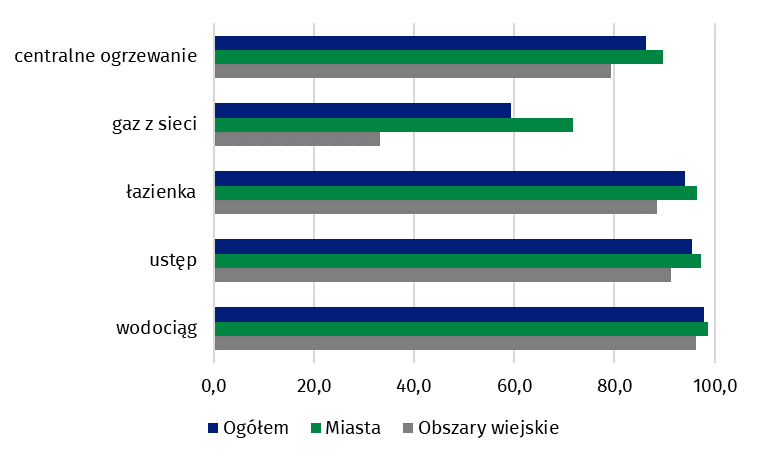 centralne ogrzewanie
gaz z sieci
łazienka
ustęp
wodociąg
0,0 20,0 40,0 60,0 80,0 100,0
Ogółem Miasta Obszary wiejskie